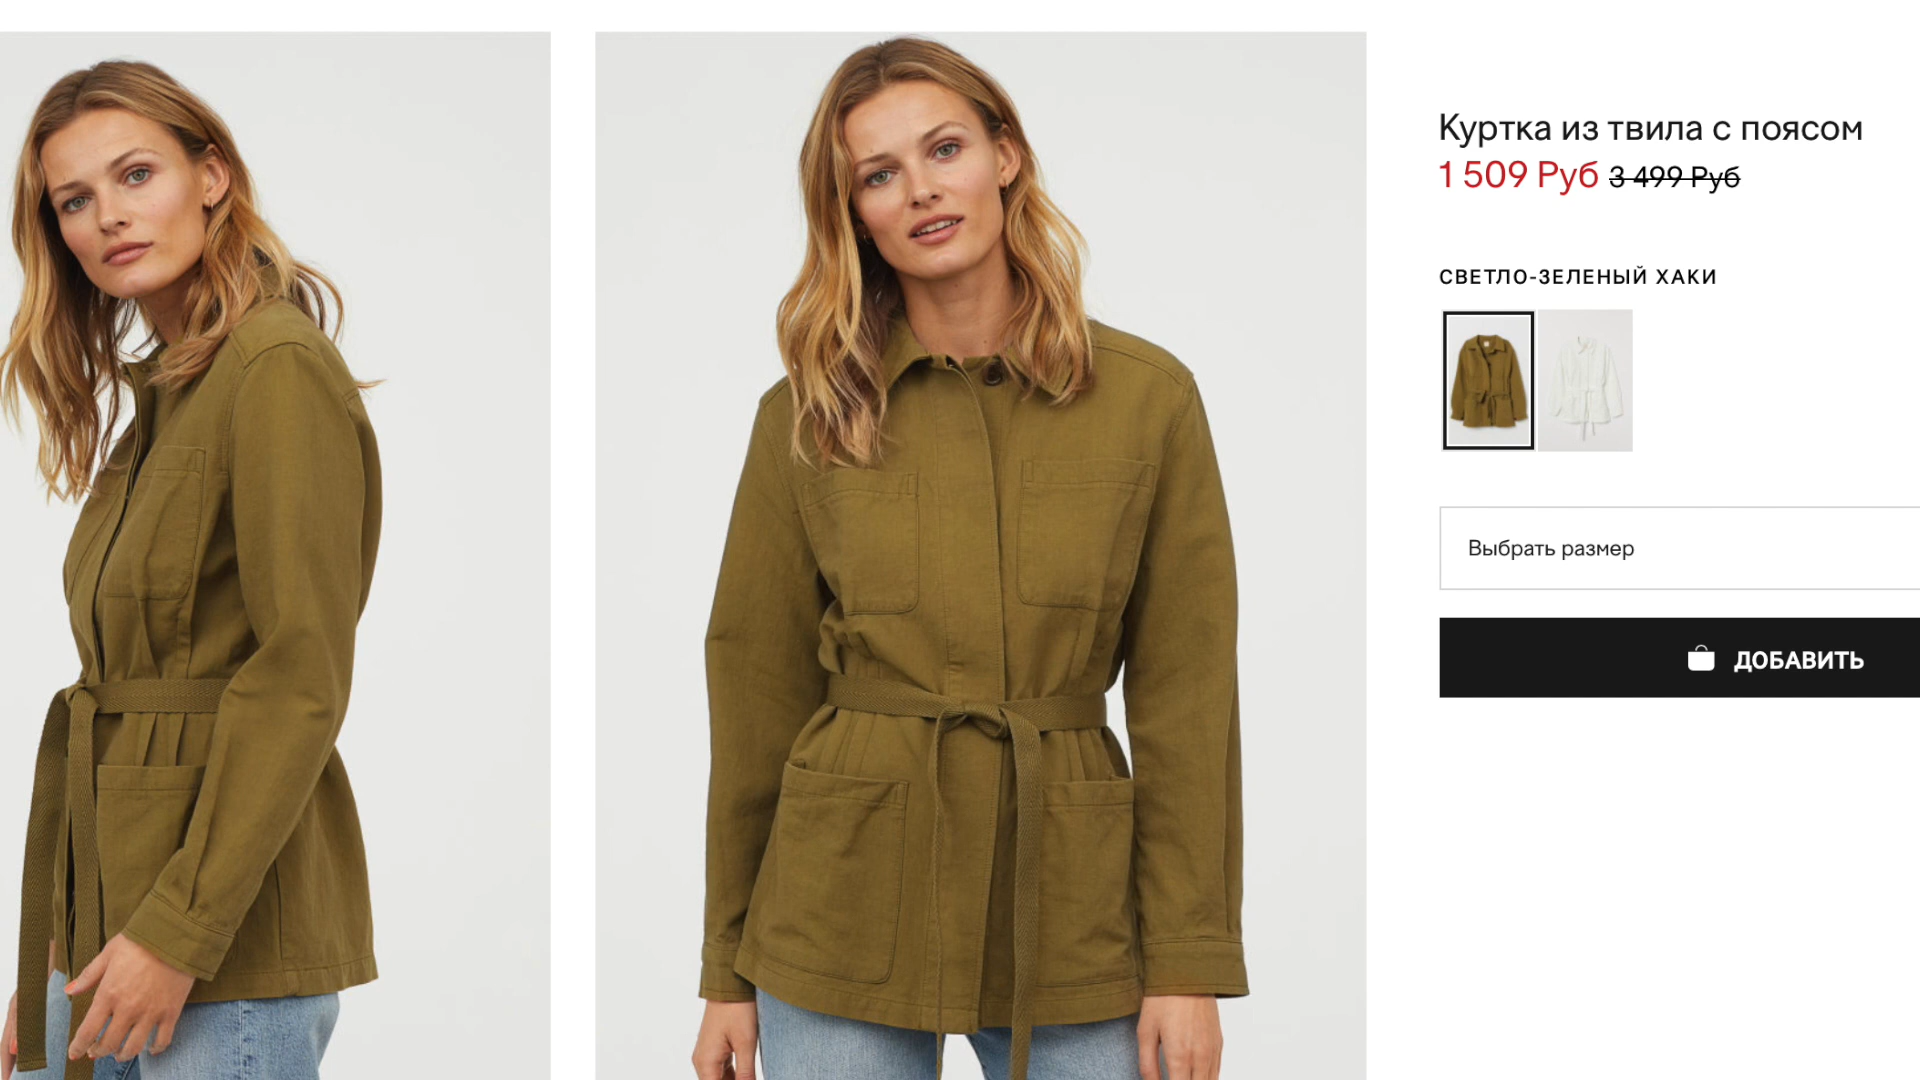 Куртка из твила с поясом
1 509 Руб 3 499 Руб
СВЕТЛО-ЗЕЛЕНЫЙ ХАКИ
Выбрать размер
ДОБАВИТЬ